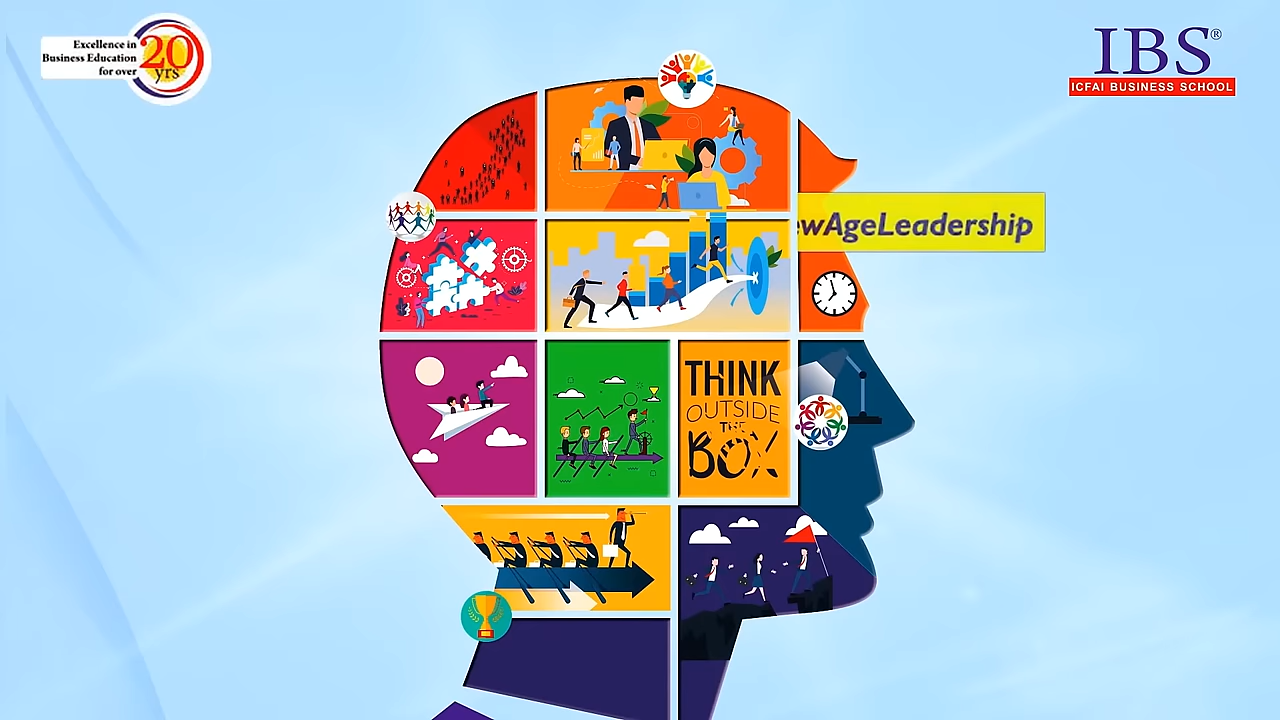 Excellence in
Business Education
for over
20
yrs
IBS®
ICFAI BUSINESS SCHOOL
ewAgeLeadership
THINK
OUTSIDE
THE
BOX